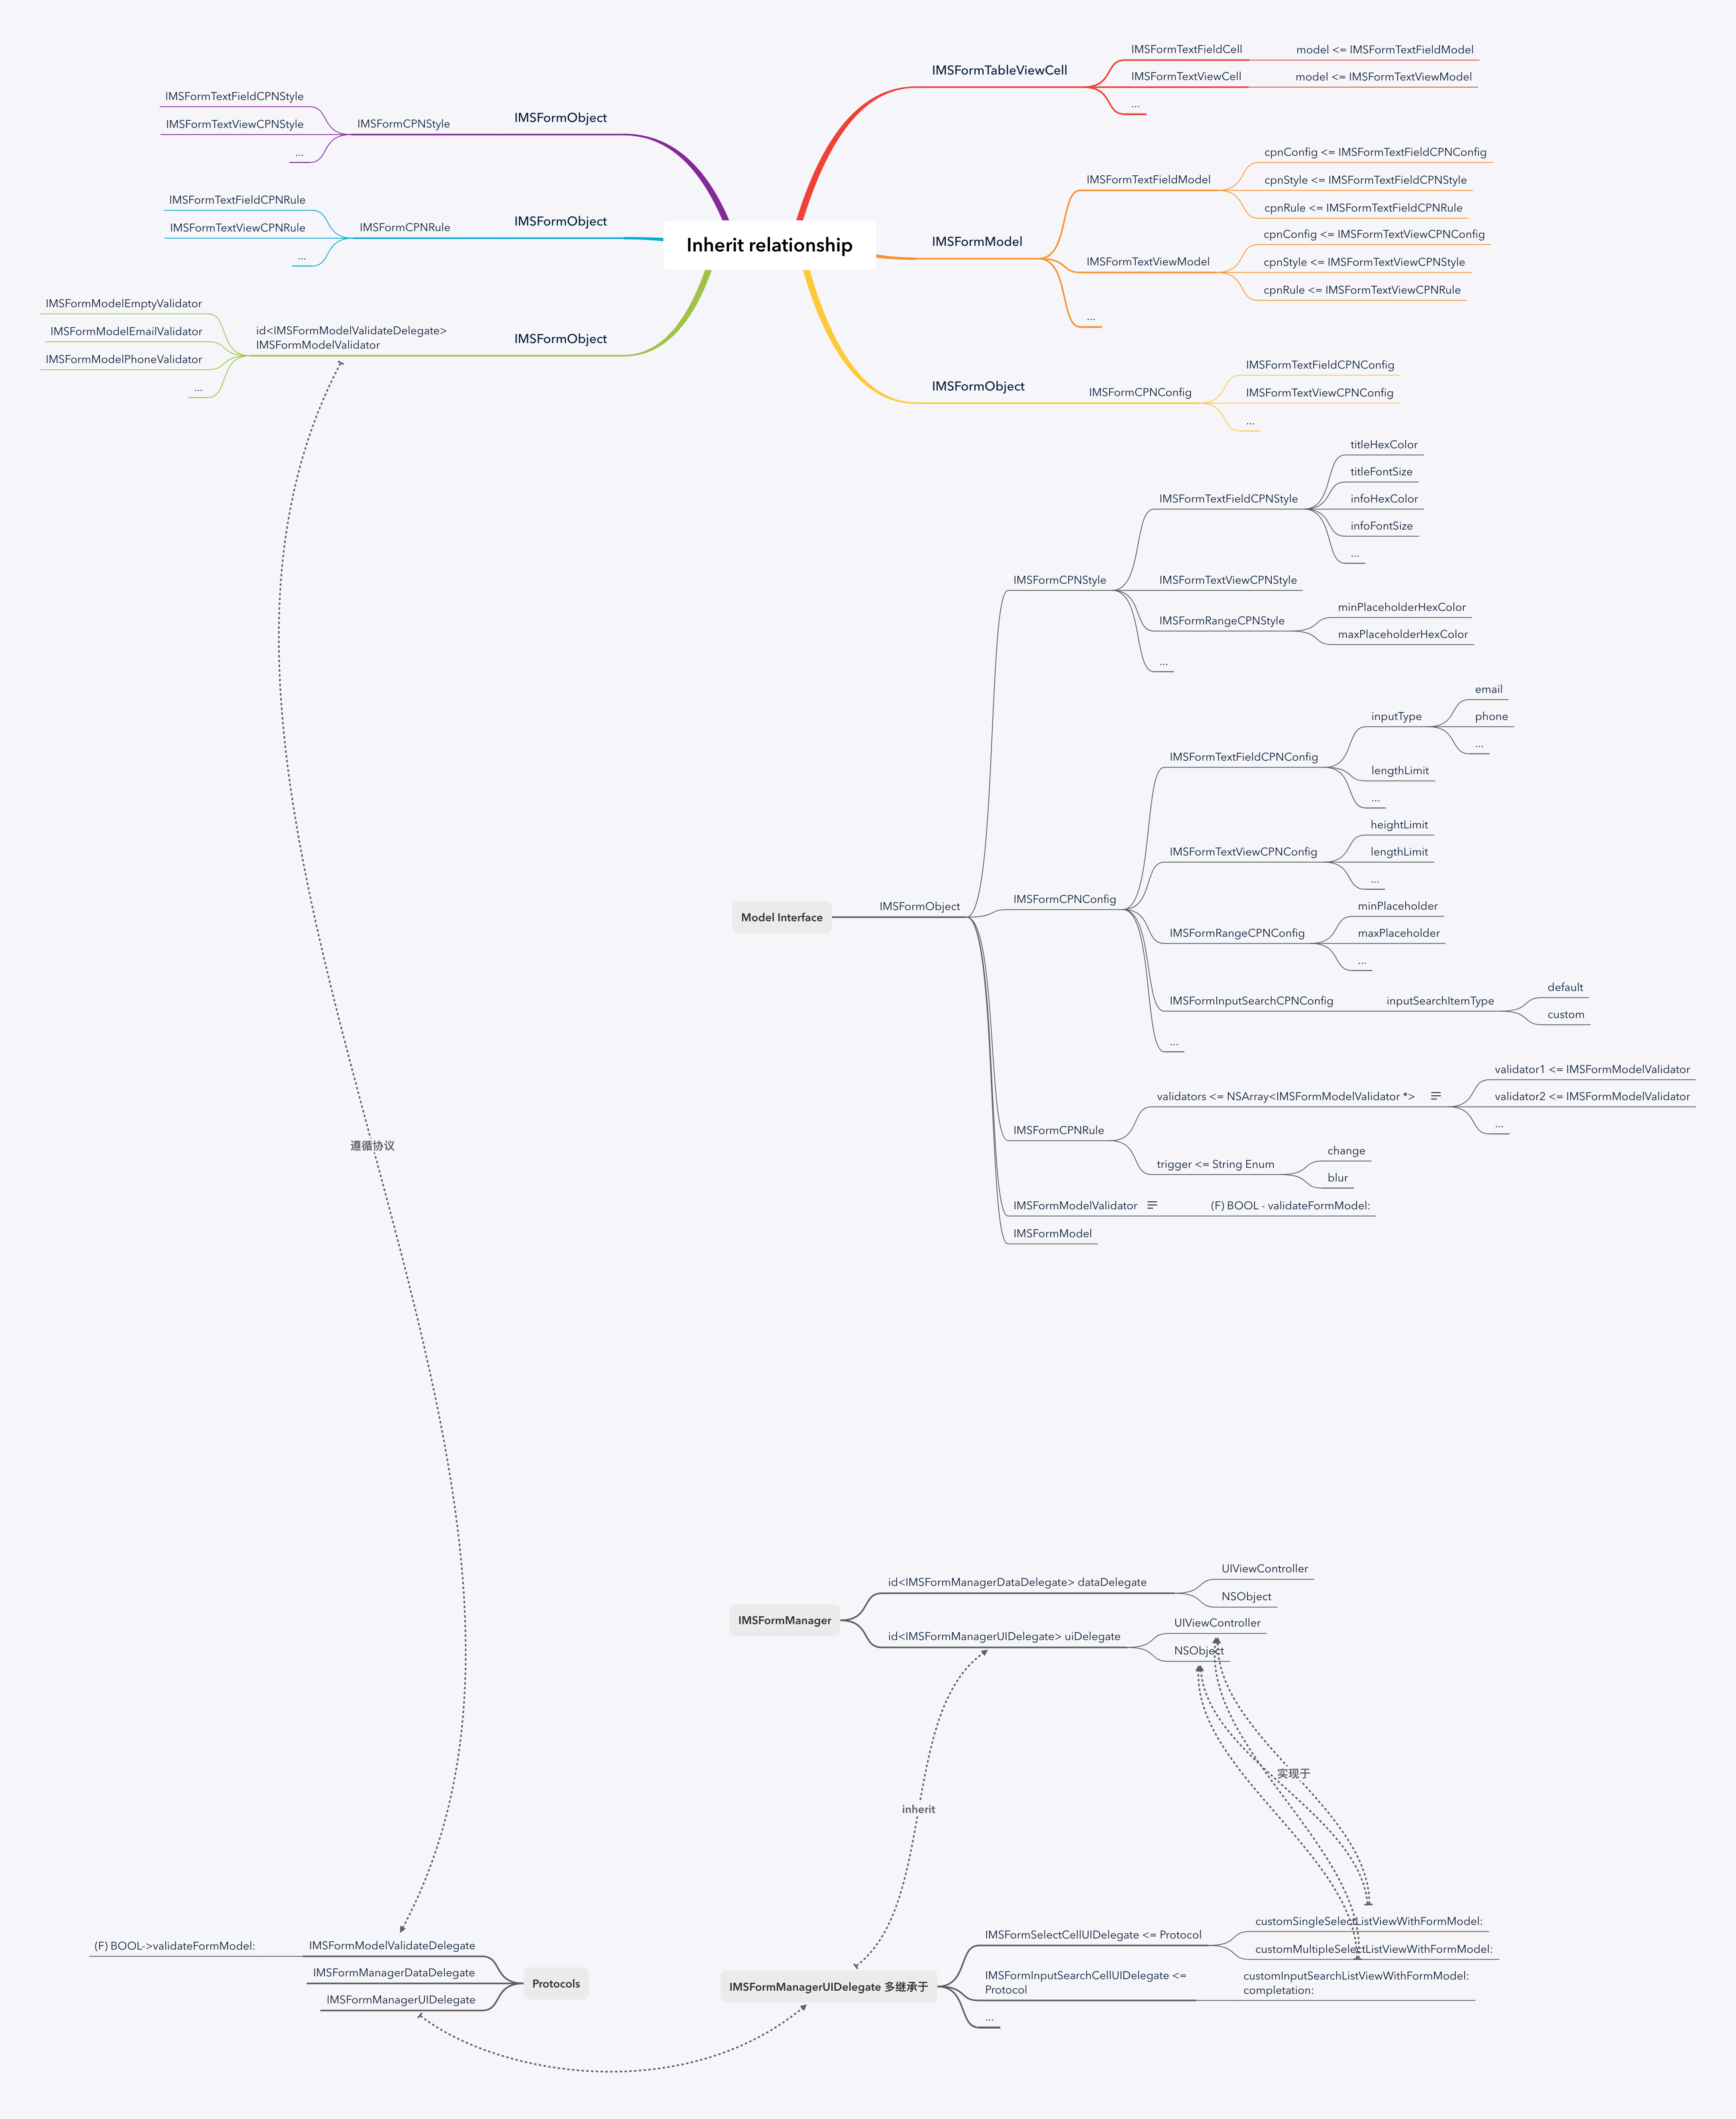 IMSFormTextFieldCell
model <= IMSFormTextFieldModel
IMSFormTableViewCell
IMSFormTextViewCell
model <= IMSFormTextViewModel
...
IMSFormTextFieldCPNStyle
IMSFormTextViewCPNStyle
...
IMSFormCPNStyle
IMSFormObject
IMSFormTextFieldCPNRule
IMSFormTextViewCPNRule
...
IMSFormCPNRule
IMSFormObject
IMSFormModelEmptyValidator
IMSFormModelEmailValidator
IMSFormModelPhoneValidator
...
id<IMSFormModelValidateDelegate>
IMSFormModelValidator
IMSFormObject
Inherit relationship
IMSFormModel
IMSFormTextFieldModel
cpnConfig <= IMSFormTextFieldCPNConfig
cpnStyle <= IMSFormTextFieldCPNStyle
cpnRule <= IMSFormTextFieldCPNRule
IMSFormTextViewModel
cpnConfig <= IMSFormTextViewCPNConfig
cpnStyle <= IMSFormTextViewCPNStyle
cpnRule <= IMSFormTextViewCPNRule
...
IMSFormObject
IMSFormCPNConfig
IMSFormTextFieldCPNConfig
IMSFormTextViewCPNConfig
...
Model Interface
IMSFormObject
IMSFormCPNStyle
IMSFormTextFieldCPNStyle
titleHexColor
titleFontSize
infoHexColor
infoFontSize
...
IMSFormTextViewCPNStyle
IMSFormRangeCPNStyle
minPlaceholderHexColor
maxPlaceholderHexColor
...
IMSFormCPNConfig
IMSFormTextFieldCPNConfig
inputType
email
phone
...
lengthLimit
...
IMSFormTextViewCPNConfig
heightLimit
lengthLimit
...
IMSFormRangeCPNConfig
minPlaceholder
maxPlaceholder
...
IMSFormInputSearchCPNConfig
inputSearchItemType
default
custom
...
IMSFormCPNRule
validators <= NSArray<IMSFormModelValidator *>
validator1 <= IMSFormModelValidator
validator2 <= IMSFormModelValidator
...
trigger <= String Enum
change
blur
IMSFormModelValidator
(F) BOOL - validateFormModel:
IMSFormModel
遵循协议
IMSFormManager
id<IMSFormManagerDataDelegate> dataDelegate
UIViewController
NSObject
id<IMSFormManagerUIDelegate> uiDelegate
UIViewController
NSObject
实现于
inherit
(F) BOOL->validateFormModel:
IMSFormModelValidateDelegate
IMSFormManagerDataDelegate
IMSFormManagerUIDelegate
Protocols
IMSFormManagerUIDelegate 多继承于
IMSFormSelectCellUIDelegate <= Protocol
customSingleSelectListViewWithFormModel:
customMultipleSelectListViewWithFormModel:
IMSFormInputSearchCellUIDelegate <=
Protocol
customInputSearchListViewWithFormModel:
completation:
...